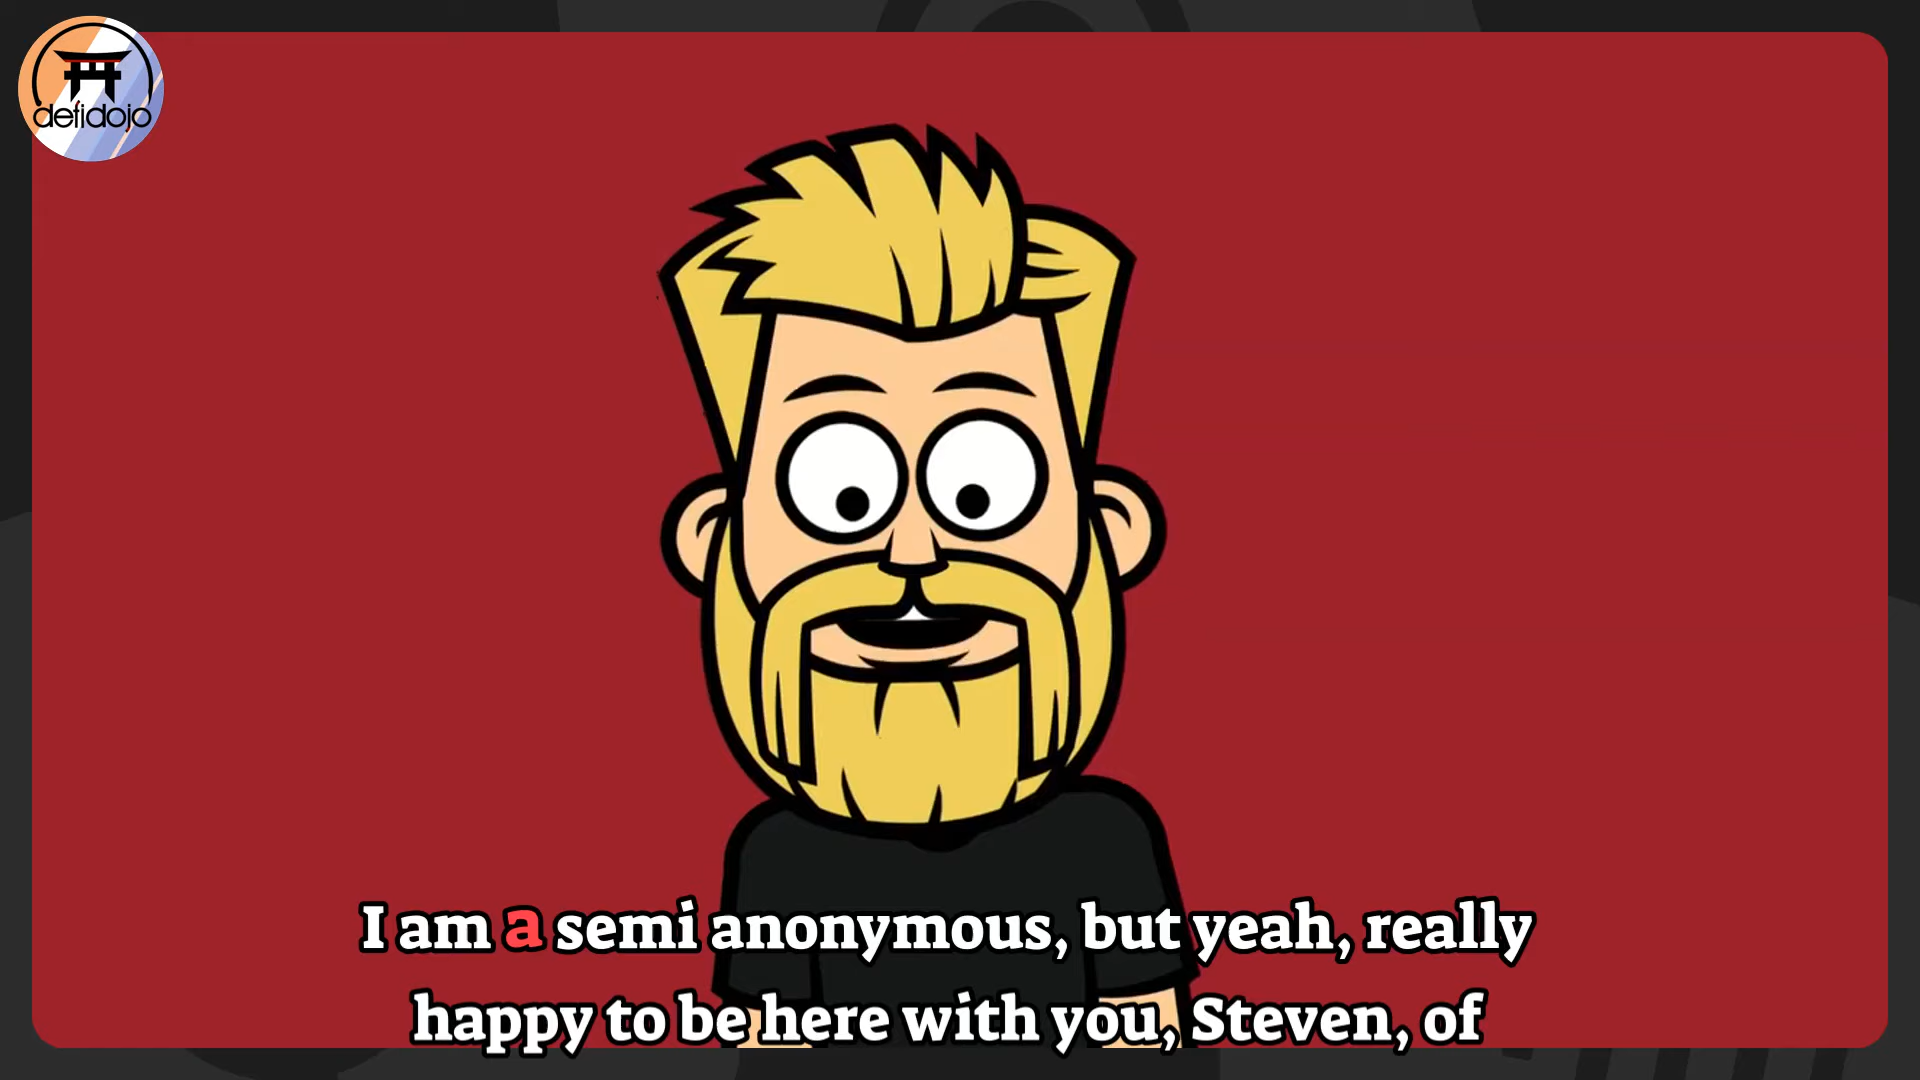 defidojo
I am a semi anonymous, but yeah, really
happy to be here with you, Steven, of